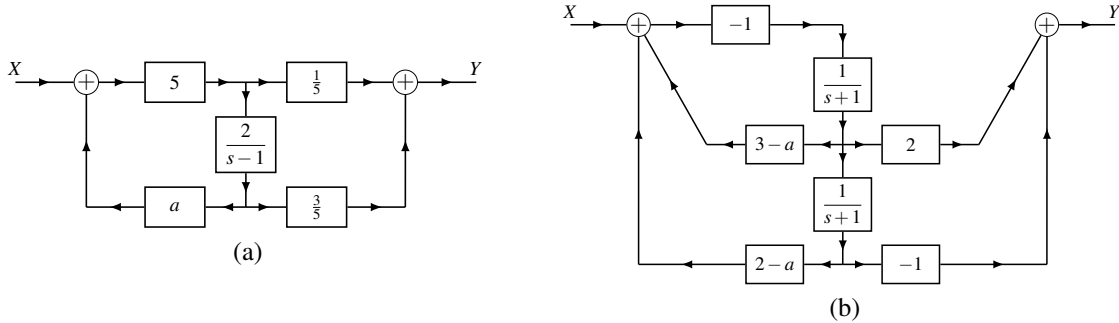 X
5
1/5
+
+
Y
2/(s−1)
a
3/5
(a)
X
+
−1
+
Y
1/(s+1)
3−a
2
1/(s+1)
2−a
−1
(b)